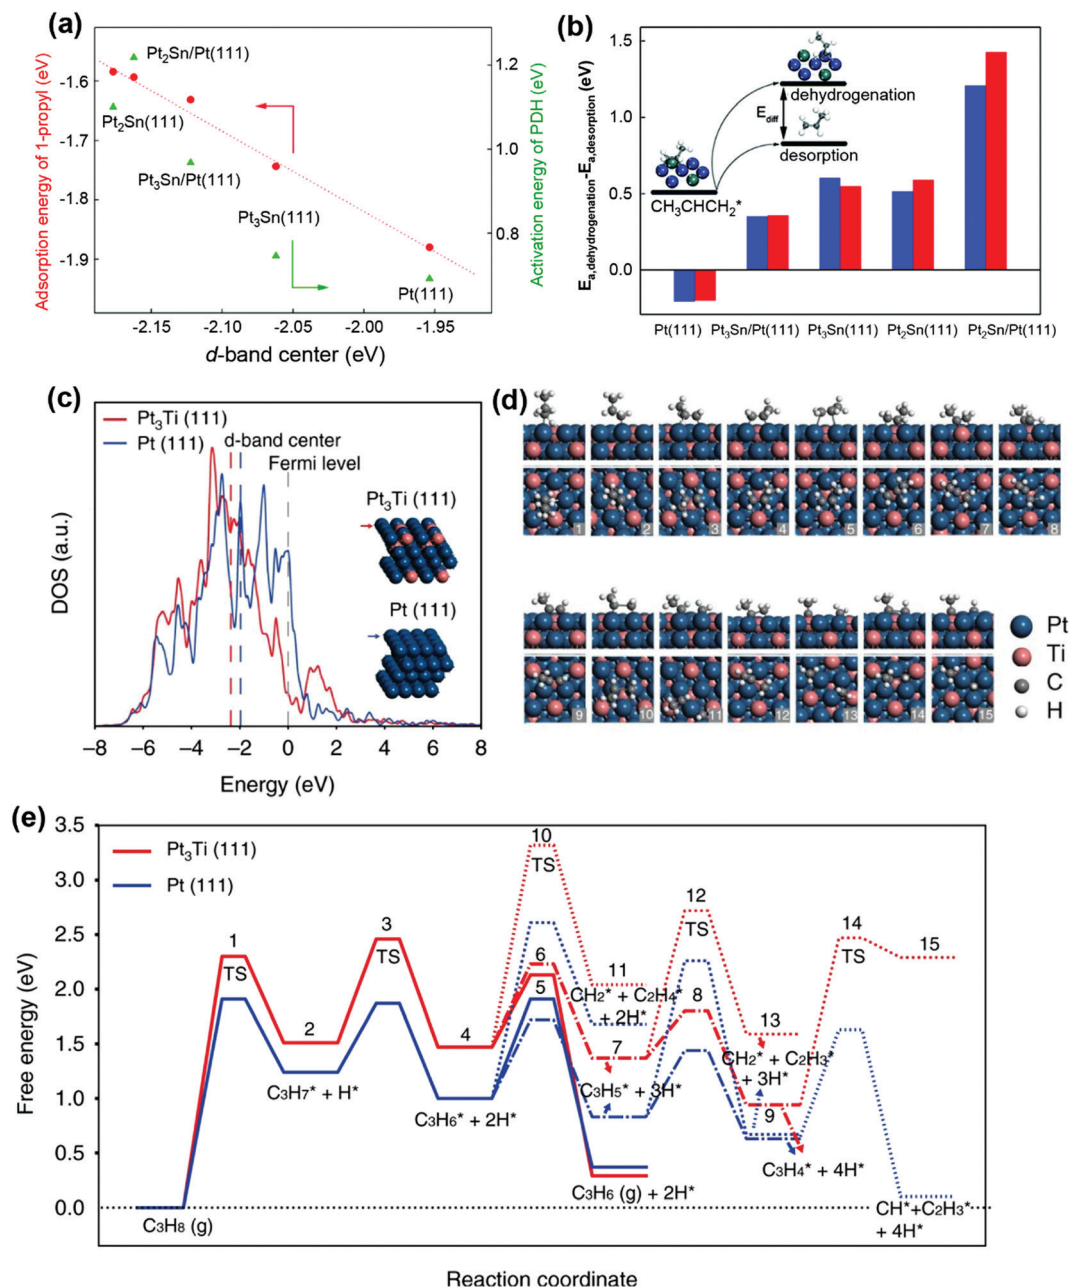 (a)
Adsorption energy of 1-propyl (eV)
-1.6
-1.7
-1.8
-1.9
Pt2Sn/Pt(111)
Pt2Sn(111)
Pt3Sn/Pt(111)
Pt3Sn(111)
Pt(111)
1.2
1.0
0.8
Activation energy of PDH (eV)
-2.15 -2.10 -2.05 -2.00 -1.95
d-band center (eV)
(b)
Ea,dehydrogenation-Ea,desorption (eV)
1.5
1.0
0.5
0.0
dehydrogenation
Ediff
desorption
CH3CHCH2*
Pt(111) Pt3Sn/Pt(111) Pt3Sn(111) Pt2Sn(111) Pt2Sn/Pt(111)
(c)
Pt3Ti (111)
Pt (111)
d-band center
Fermi level
Pt3Ti (111)
Pt (111)
DOS (a.u.)
−8 −6 −4 −2 0 2 4 6 8
Energy (eV)
(d)
1 2 3 4 5 6 7 8
9 10 11 12 13 14 15
Pt
Ti
C
H
(e)
Free energy (eV)
3.5
3.0
2.5
2.0
1.5
1.0
0.5
0.0
Pt3Ti (111)
Pt (111)
1
TS
2
3
TS
4
10
TS
6
5
11
7
12
TS
8
13
9
14
TS
15
C3H8 (g)
C3H7* + H*
C3H6* + 2H*
CH2* + C2H4*
+ 2H*
C3H5* + 3H*
C3H6 (g) + 2H*
CH2* + C2H3*
+ 3H*
C3H4* + 4H*
CH*+C2H3*
+ 4H*
Reaction coordinate